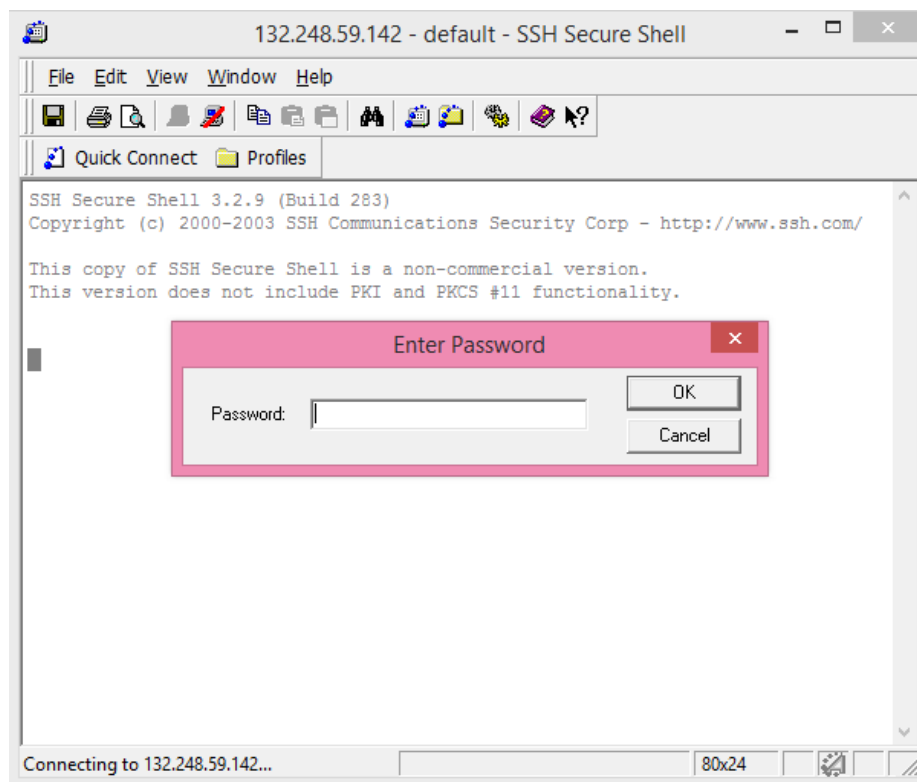 132.248.59.142 - default - SSH Secure Shell
File Edit View Window Help
Quick Connect Profiles
SSH Secure Shell 3.2.9 (Build 283)
Copyright (c) 2000-2003 SSH Communications Security Corp - http://www.ssh.com/
This copy of SSH Secure Shell is a non-commercial version.
This version does not include PKI and PKCS #11 functionality.
Enter Password
Password:
OK
Cancel
Connecting to 132.248.59.142... 80x24